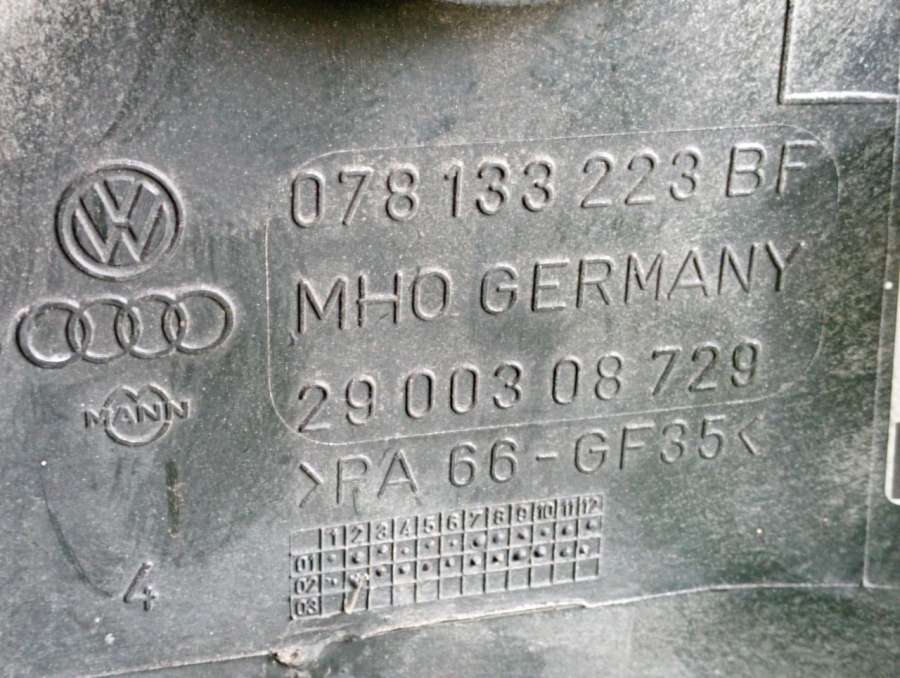 078 133 223 BF
MHO GERMANY
29 003 08 729
>PA 66-GF35<
MANN
4
1 2 3 4 5 6 7 8 9 10 11 12
01
02
03